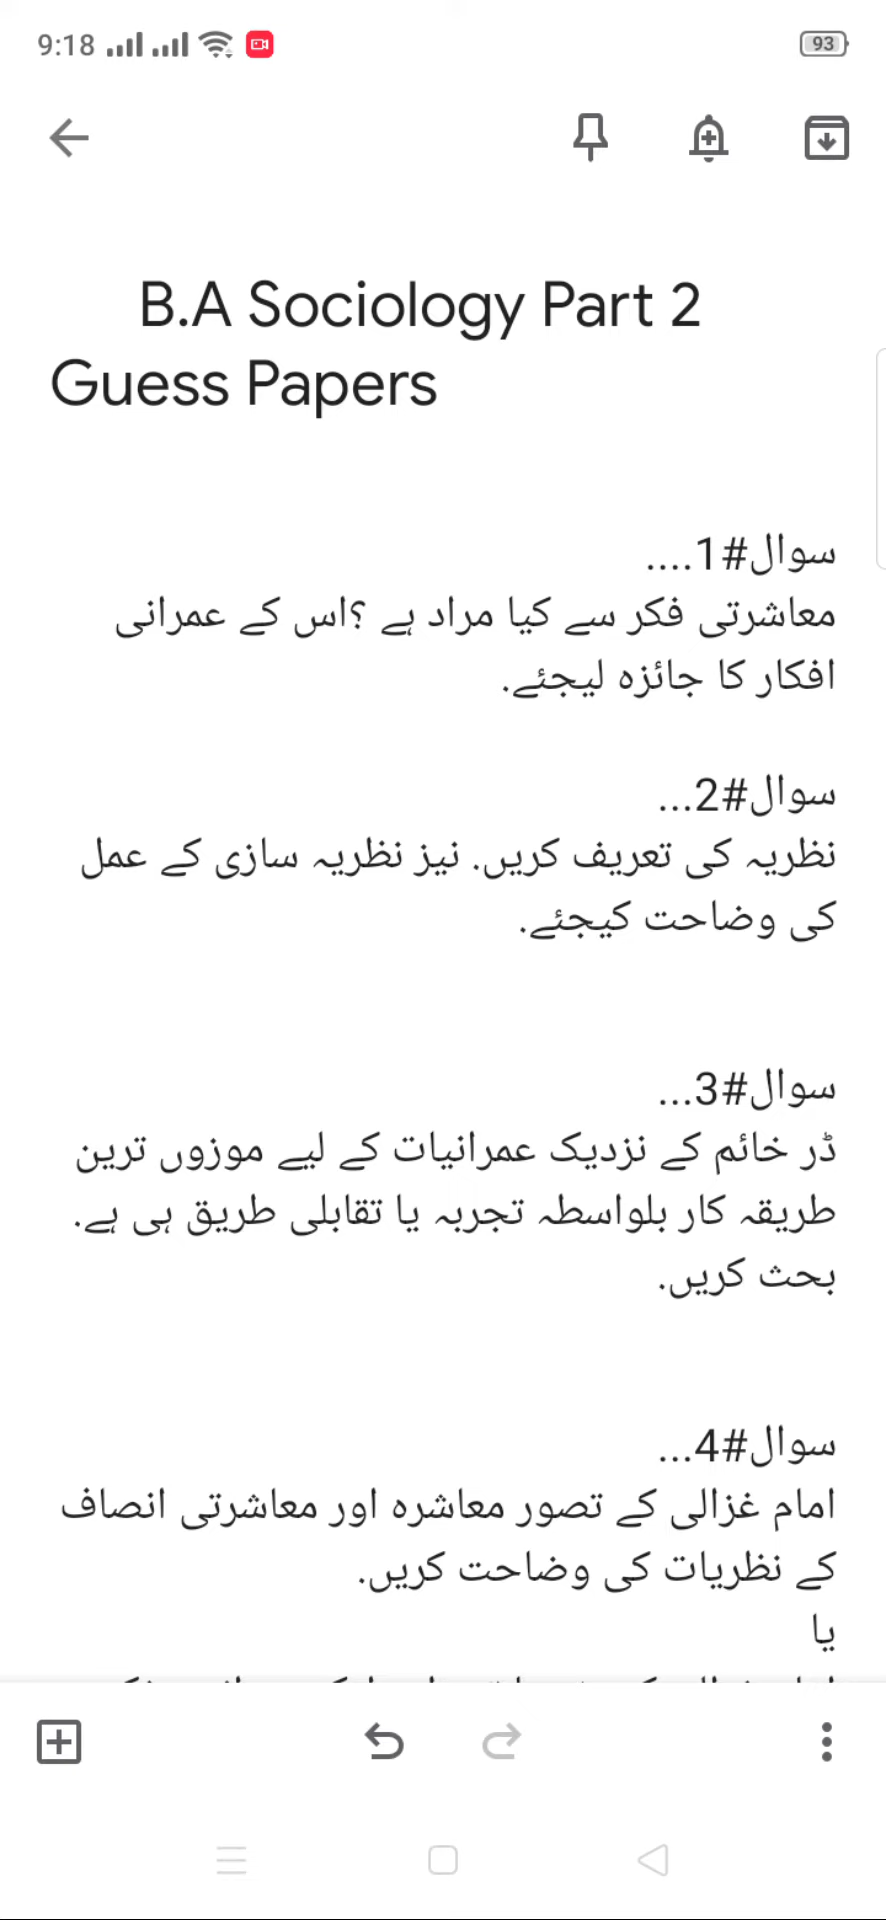 9:18
93
B.A Sociology Part 2
Guess Papers
سوال#1....
معاشرتی فکر سے کیا مراد ہے ؟اس کے عمرانی
افکار کا جائزہ لیجئے.
سوال#2...
نظریہ کی تعریف کریں. نیز نظریہ سازی کے عمل
کی وضاحت کیجئے.
سوال#3...
ڈر خائم کے نزدیک عمرانیات کے لیے موزوں ترین
طریقہ کار بلواسطہ تجربہ یا تقابلی طریق ہی ہے.
بحث کریں.
سوال#4...
امام غزالی کے تصور معاشرہ اور معاشرتی انصاف
کے نظریات کی وضاحت کریں.
یا